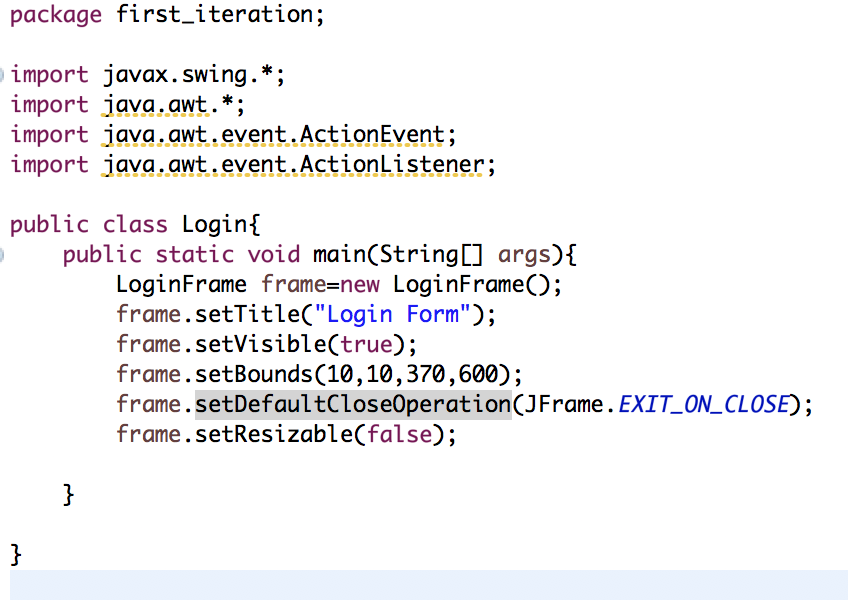 package first_iteration;
import javax.swing.*;
import java.awt.*;
import java.awt.event.ActionEvent;
import java.awt.event.ActionListener;
public class Login{
    public static void main(String[] args){
        LoginFrame frame=new LoginFrame();
        frame.setTitle("Login Form");
        frame.setVisible(true);
        frame.setBounds(10,10,370,600);
        frame.setDefaultCloseOperation(JFrame.EXIT_ON_CLOSE);
        frame.setResizable(false);
    }
}